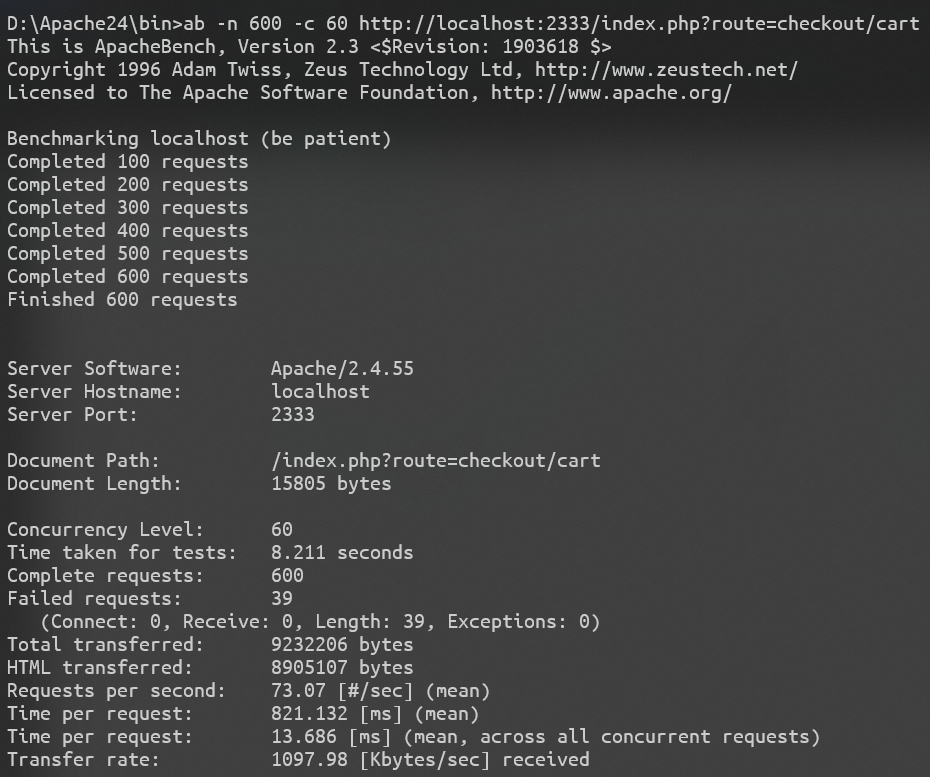 D:\Apache24\bin>ab -n 600 -c 60 http://localhost:2333/index.php?route=checkout/cart
This is ApacheBench, Version 2.3 <$Revision: 1903618 $>
Copyright 1996 Adam Twiss, Zeus Technology Ltd, http://www.zeustech.net/
Licensed to The Apache Software Foundation, http://www.apache.org/

Benchmarking localhost (be patient)
Completed 100 requests
Completed 200 requests
Completed 300 requests
Completed 400 requests
Completed 500 requests
Completed 600 requests
Finished 600 requests


Server Software:        Apache/2.4.55
Server Hostname:        localhost
Server Port:            2333

Document Path:          /index.php?route=checkout/cart
Document Length:        15805 bytes

Concurrency Level:      60
Time taken for tests:   8.211 seconds
Complete requests:      600
Failed requests:        39
   (Connect: 0, Receive: 0, Length: 39, Exceptions: 0)
Total transferred:      9232206 bytes
HTML transferred:       8905107 bytes
Requests per second:    73.07 [#/sec] (mean)
Time per request:       821.132 [ms] (mean)
Time per request:       13.686 [ms] (mean, across all concurrent requests)
Transfer rate:          1097.98 [Kbytes/sec] received